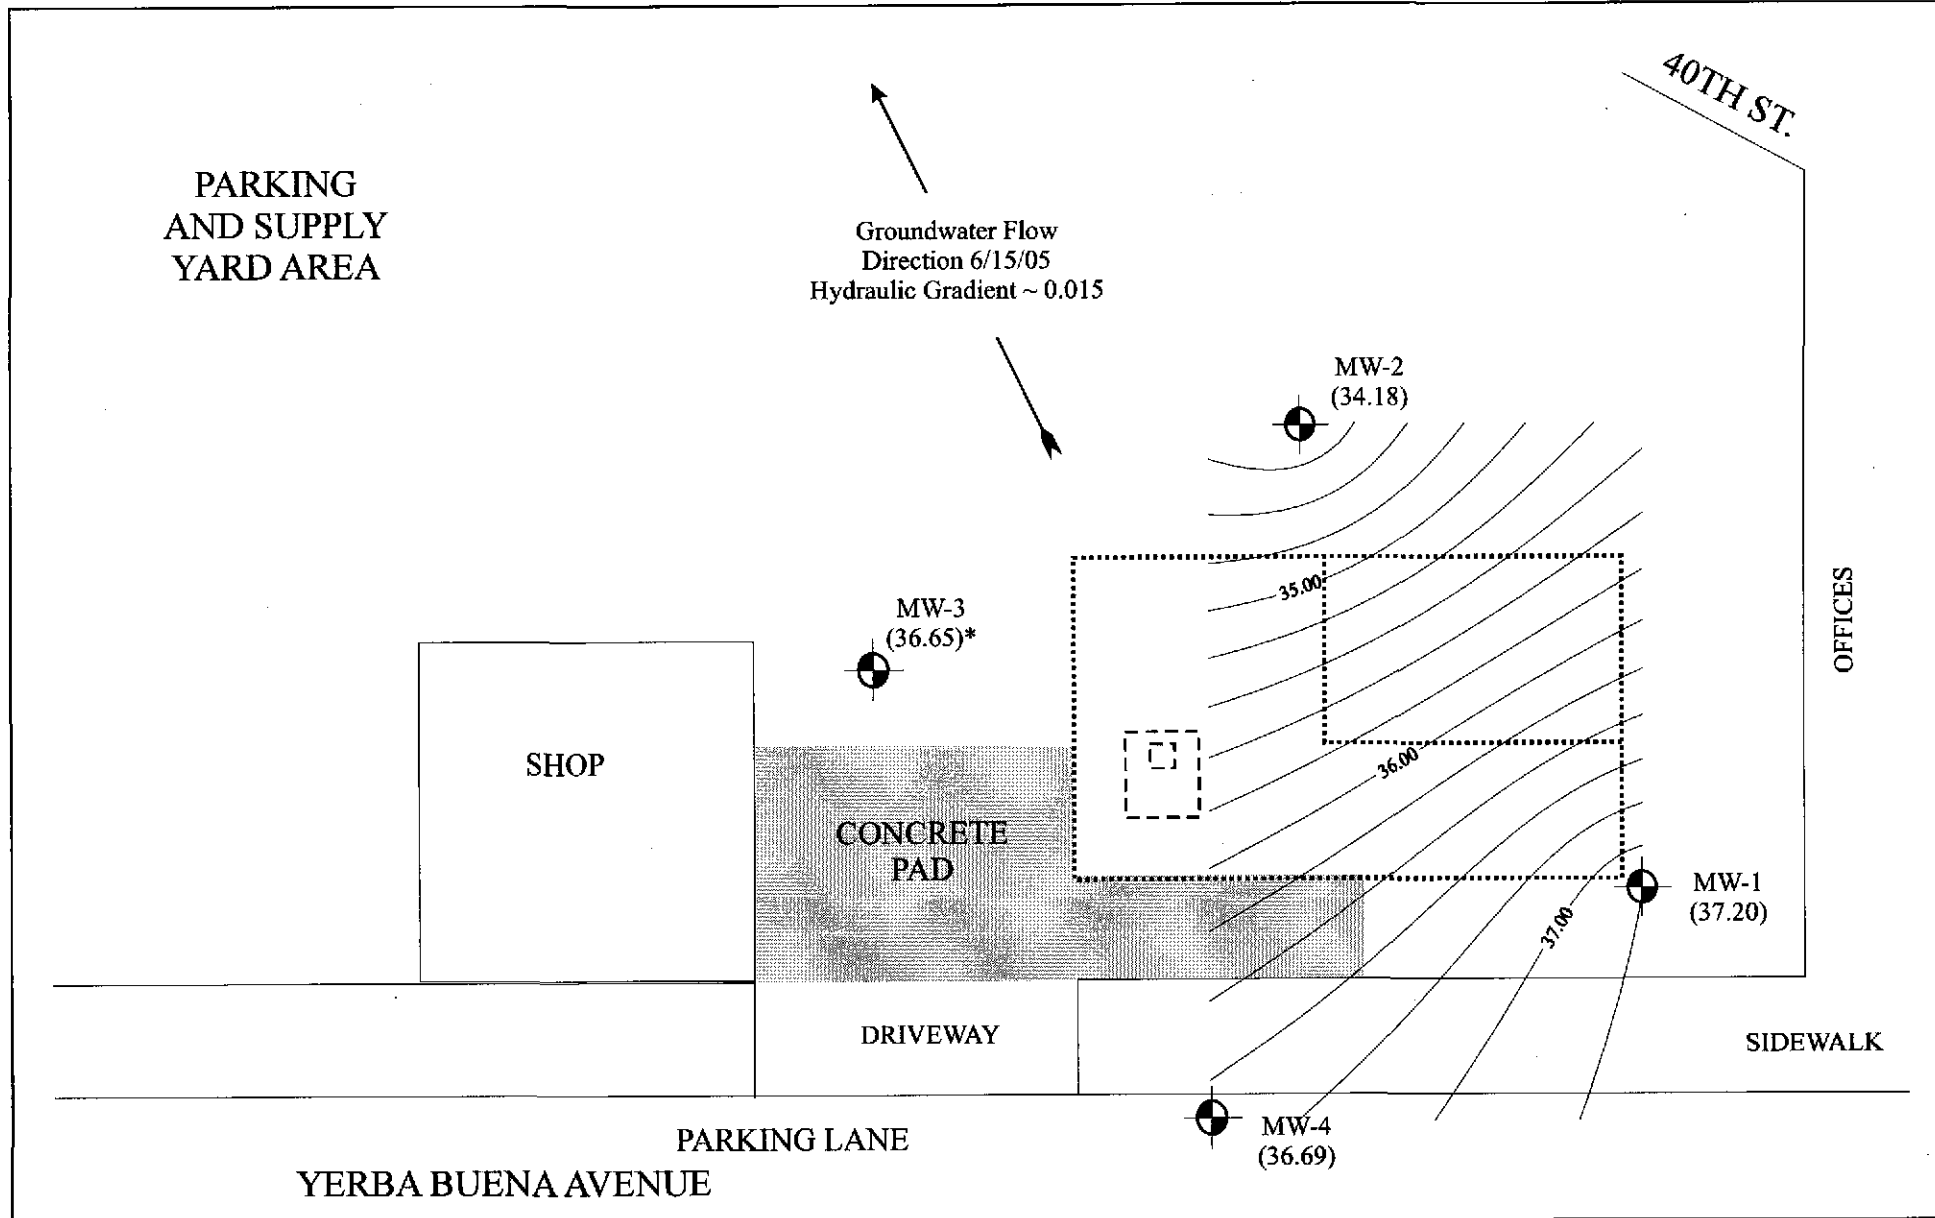 40TH ST.
PARKING
AND SUPPLY
YARD AREA
Groundwater Flow
Direction 6/15/05
Hydraulic Gradient ~ 0.015
MW-2
(34.18)
35.00
MW-3
(36.65)*
OFFICES
SHOP
36.00
CONCRETE
PAD
MW-1
(37.20)
37.00
DRIVEWAY
SIDEWALK
MW-4
(36.69)
PARKING LANE
YERBA BUENA AVENUE